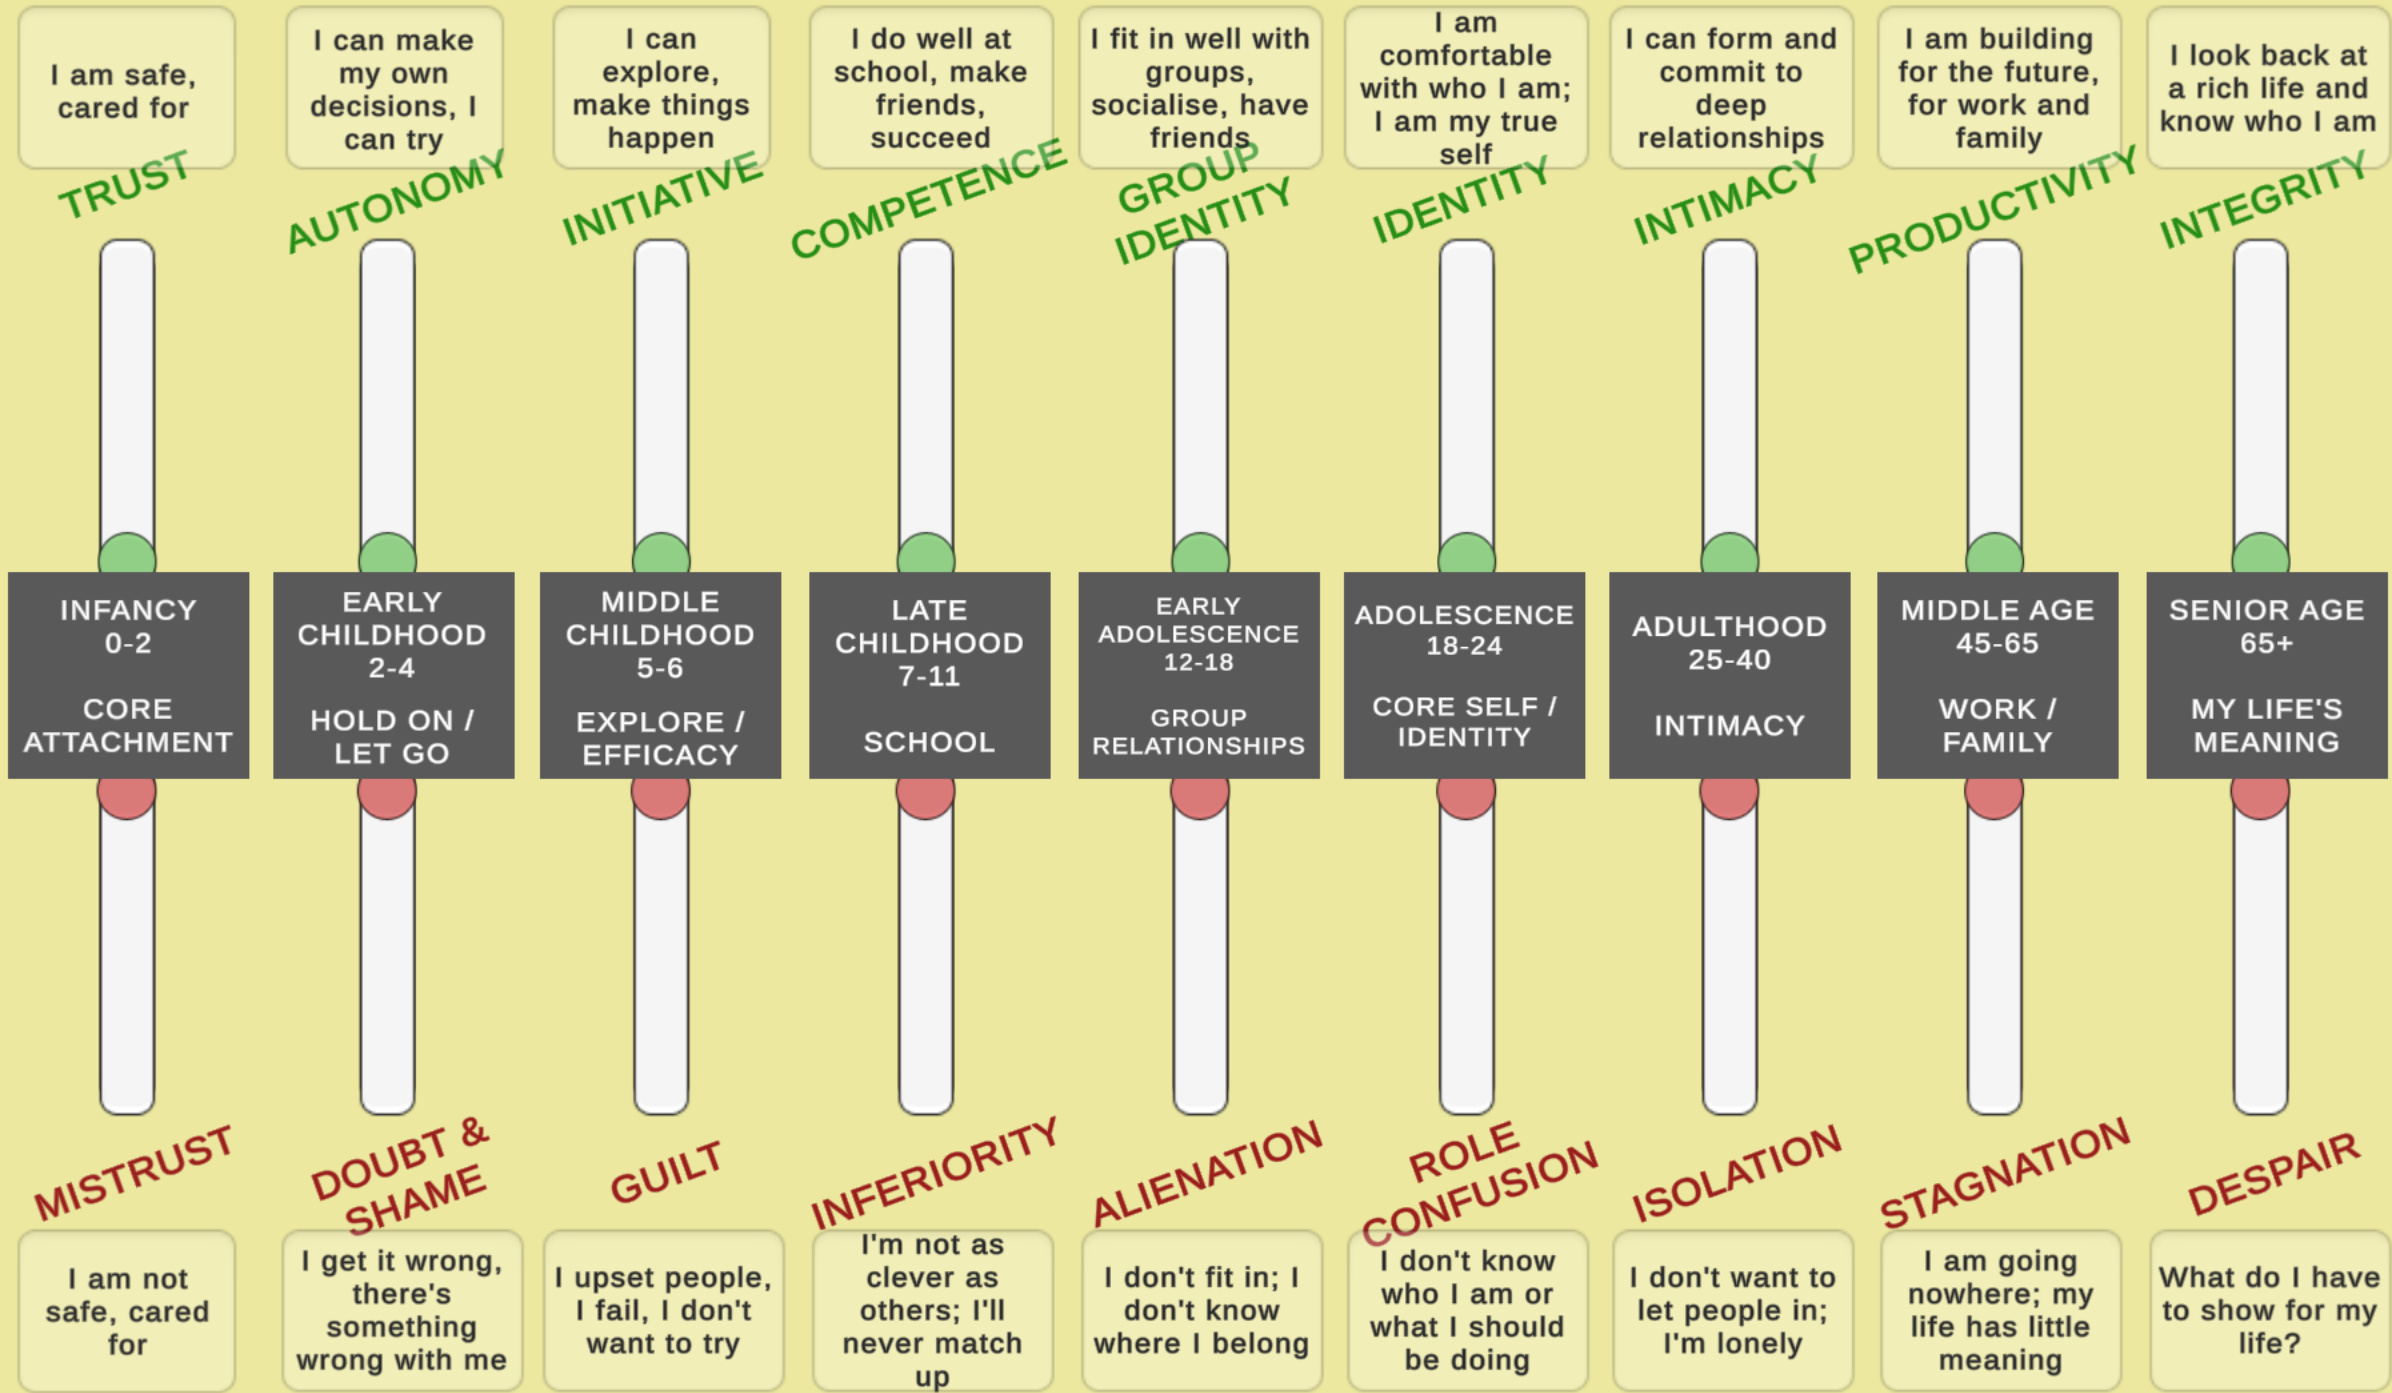 I am safe,
cared for
I can make
my own
decisions, I
can try
I can
explore,
make things
happen
I do well at
school, make
friends,
succeed
I fit in well with
groups,
socialise, have
friends
I am
comfortable
with who I am;
I am my true
self
I can form and
commit to
deep
relationships
I am building
for the future,
for work and
family
I look back at
a rich life and
know who I am
TRUST
AUTONOMY
INITIATIVE
COMPETENCE
GROUP
IDENTITY
IDENTITY
INTIMACY
PRODUCTIVITY
INTEGRITY
INFANCY
0-2
CORE
ATTACHMENT
EARLY
CHILDHOOD
2-4
HOLD ON /
LET GO
MIDDLE
CHILDHOOD
5-6
EXPLORE /
EFFICACY
LATE
CHILDHOOD
7-11
SCHOOL
EARLY
ADOLESCENCE
12-18
GROUP
RELATIONSHIPS
ADOLESCENCE
18-24
CORE SELF /
IDENTITY
ADULTHOOD
25-40
INTIMACY
MIDDLE AGE
45-65
WORK /
FAMILY
SENIOR AGE
65+
MY LIFE'S
MEANING
MISTRUST
DOUBT &
SHAME
GUILT
INFERIORITY
ALIENATION
ROLE
CONFUSION
ISOLATION
STAGNATION
DESPAIR
I am not
safe, cared
for
I get it wrong,
there's
something
wrong with me
I upset people,
I fail, I don't
want to try
I'm not as
clever as
others; I'll
never match
up
I don't fit in; I
don't know
where I belong
I don't know
who I am or
what I should
be doing
I don't want to
let people in;
I'm lonely
I am going
nowhere; my
life has little
meaning
What do I have
to show for my
life?